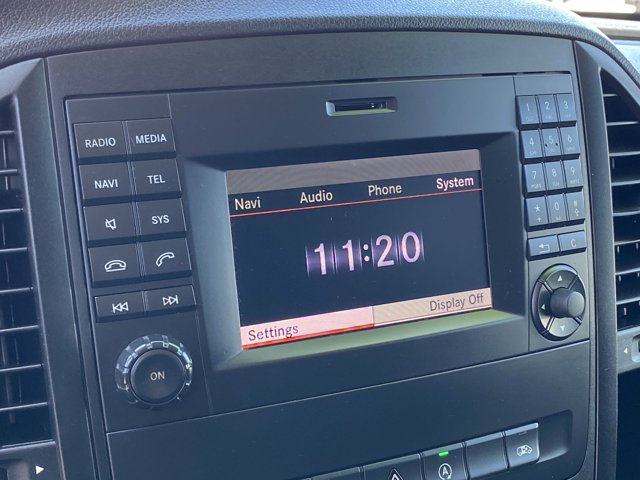 RADIO MEDIA
NAVI TEL
SYS
ON
Navi Audio Phone System
11:20
Settings Display Off
1 2 3
4 5 6
7 8 9
* 0 #
C
A